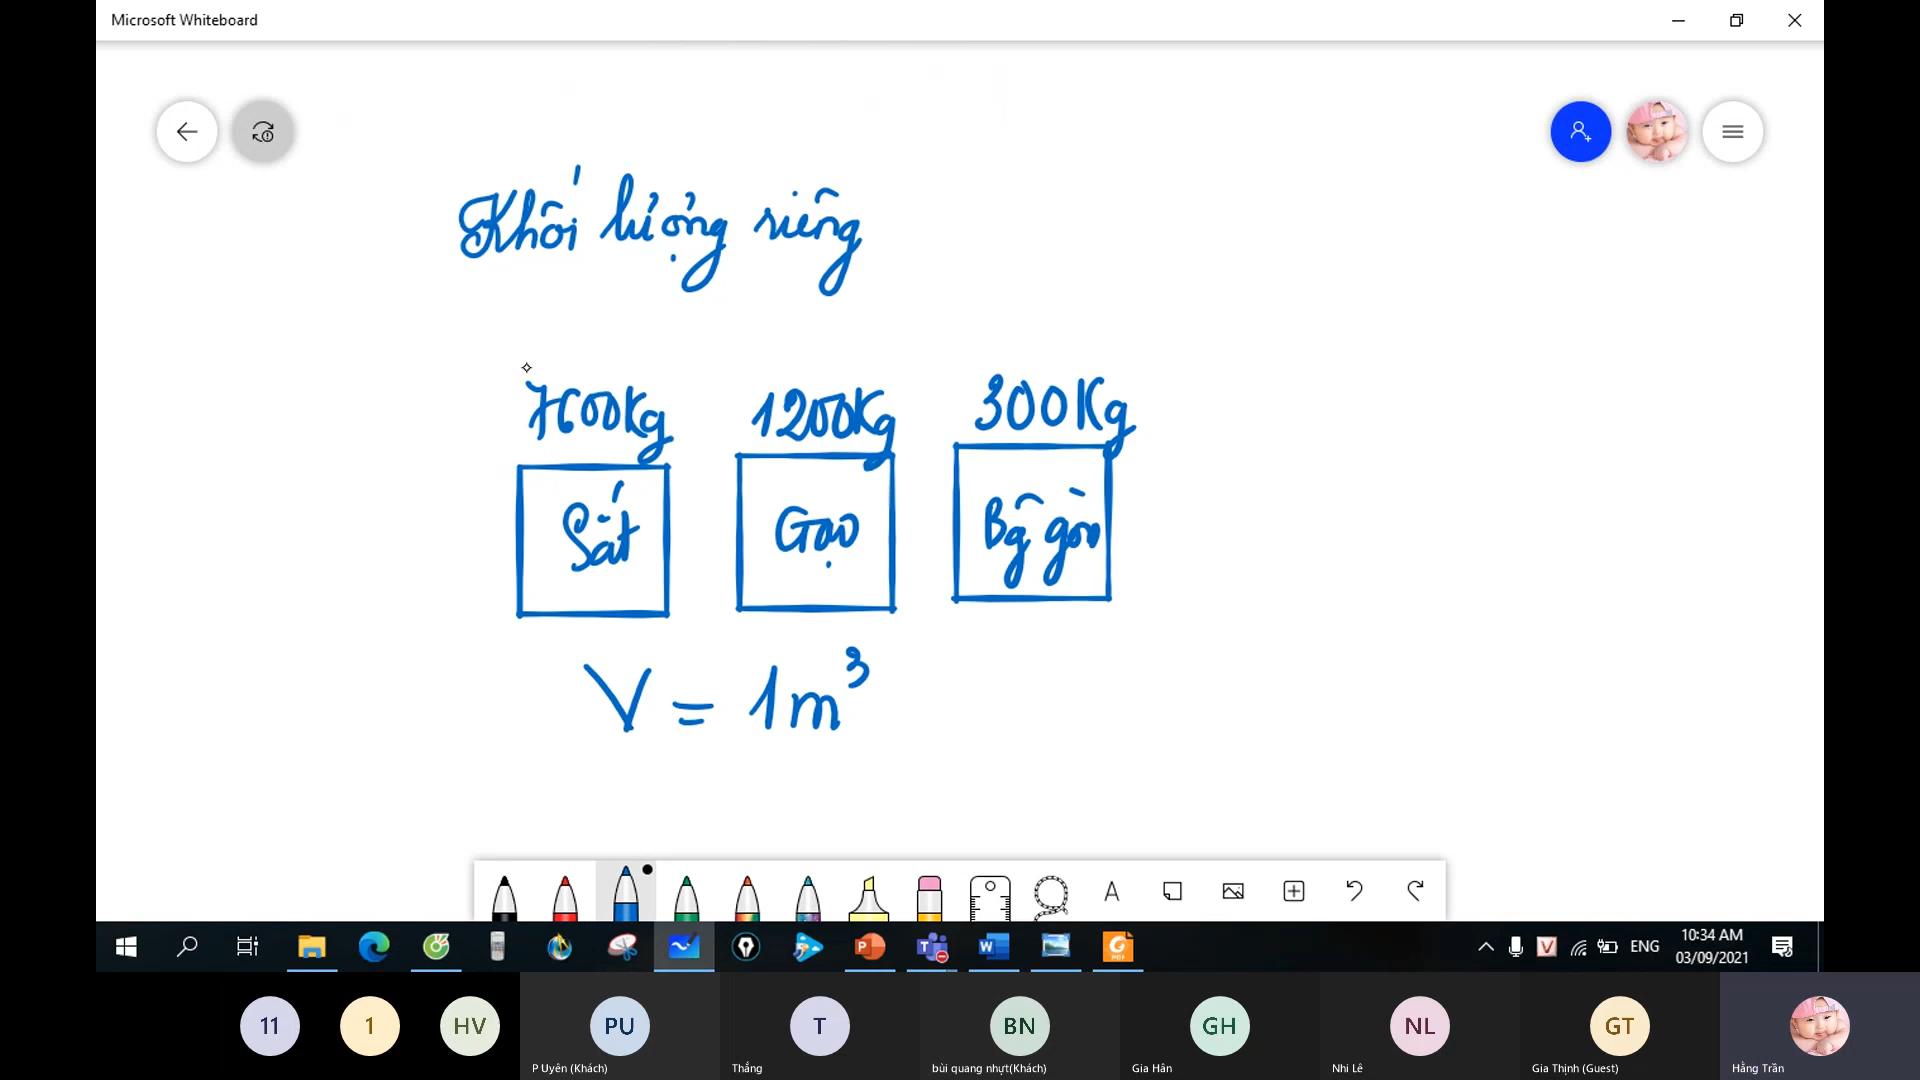 Microsoft Whiteboard
Khối lượng riêng
7600Kg 1200Kg 300Kg
Sắt Gạo Bông gòn
V = 1m³
A
P T W G PDF V ENG 10:34 AM
03/09/2021
11 1 HV PU T BN GH NL GT
P Uyên (Khách) Thắng bùi quang nhựt(Khách) Gia Hân Nhi Lê Gia Thịnh (Guest) Hằng Trần